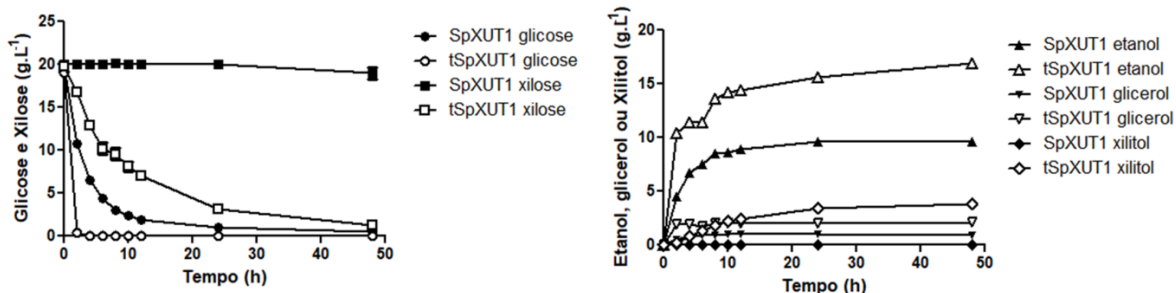 Glicose e Xilose (g.L⁻¹)
25
20
15
10
5
0
0 10 20 30 40 50
Tempo (h)
SpXUT1 glicose
tSpXUT1 glicose
SpXUT1 xilose
tSpXUT1 xilose
Etanol, glicerol ou Xilitol (g.L⁻¹)
20
15
10
5
0
0 10 20 30 40 50
Tempo (h)
SpXUT1 etanol
tSpXUT1 etanol
SpXUT1 glicerol
tSpXUT1 glicerol
SpXUT1 xilitol
tSpXUT1 xilitol